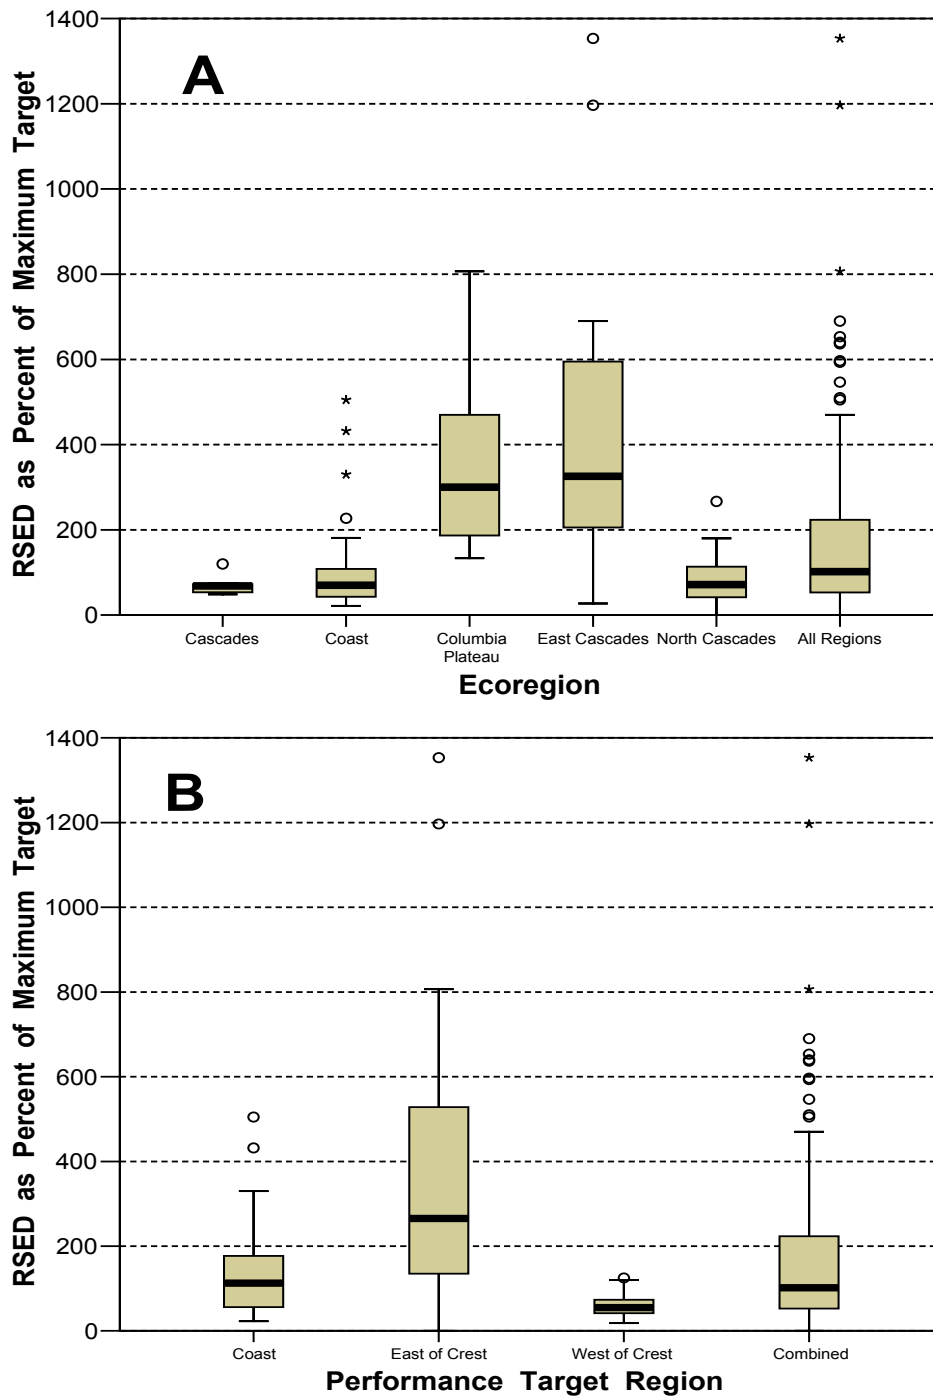 A
RSED as Percent of Maximum Target
1400
1200
1000
800
600
400
200
0
Cascades
Coast
Columbia
Plateau
East Cascades
North Cascades
All Regions
Ecoregion
B
RSED as Percent of Maximum Target
1400
1200
1000
800
600
400
200
0
Coast
East of Crest
West of Crest
Combined
Performance Target Region